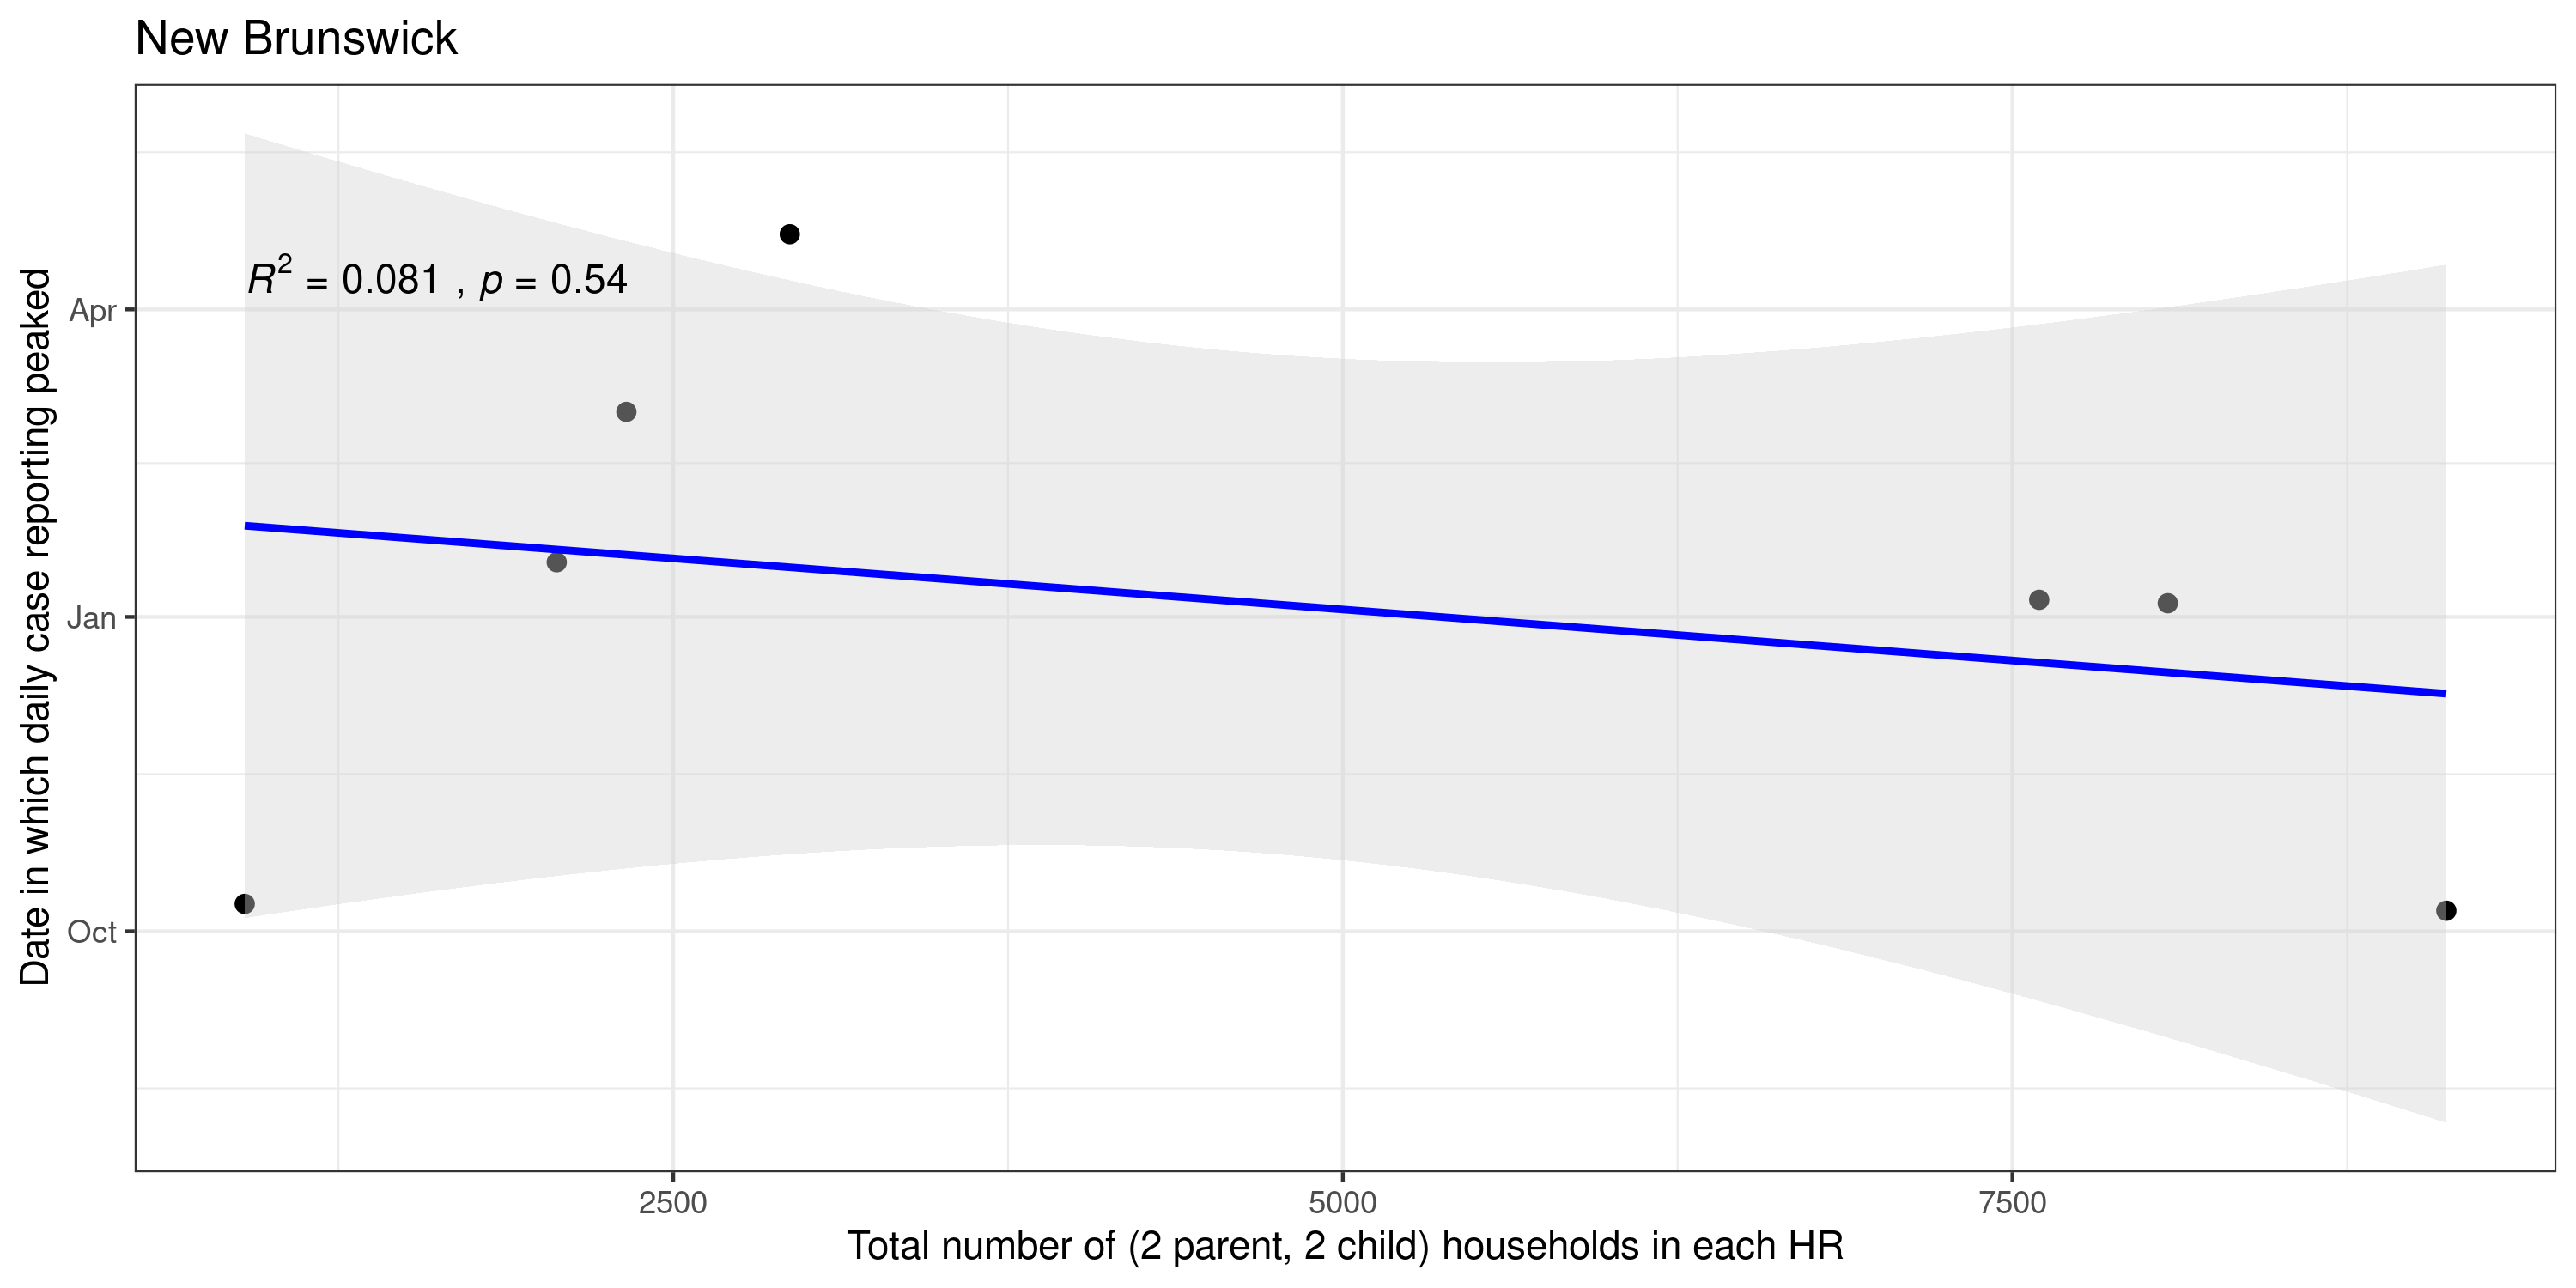 New Brunswick
R² = 0.081 , p = 0.54
Date in which daily case reporting peaked
Apr
Jan
Oct
2500 5000 7500
Total number of (2 parent, 2 child) households in each HR